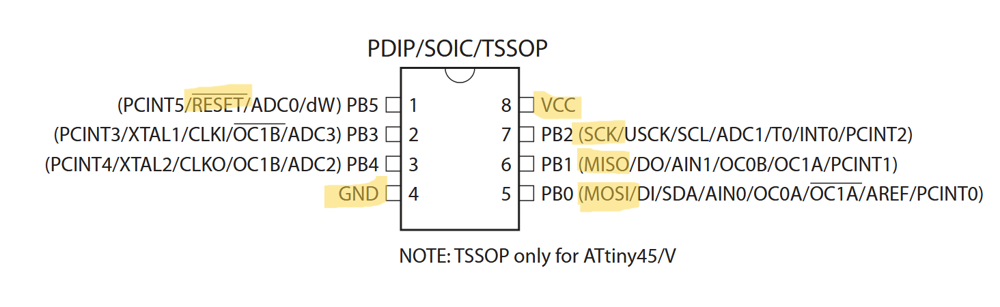 PDIP/SOIC/TSSOP
(PCINT5/RESET/ADC0/dW) PB5 1 8 VCC
(PCINT3/XTAL1/CLKI/OC1B/ADC3) PB3 2 7 PB2 (SCK/USCK/SCL/ADC1/T0/INT0/PCINT2)
(PCINT4/XTAL2/CLKO/OC1B/ADC2) PB4 3 6 PB1 (MISO/DO/AIN1/OC0B/OC1A/PCINT1)
GND 4 5 PB0 (MOSI/DI/SDA/AIN0/OC0A/OC1A/AREF/PCINT0)
NOTE: TSSOP only for ATtiny45/V